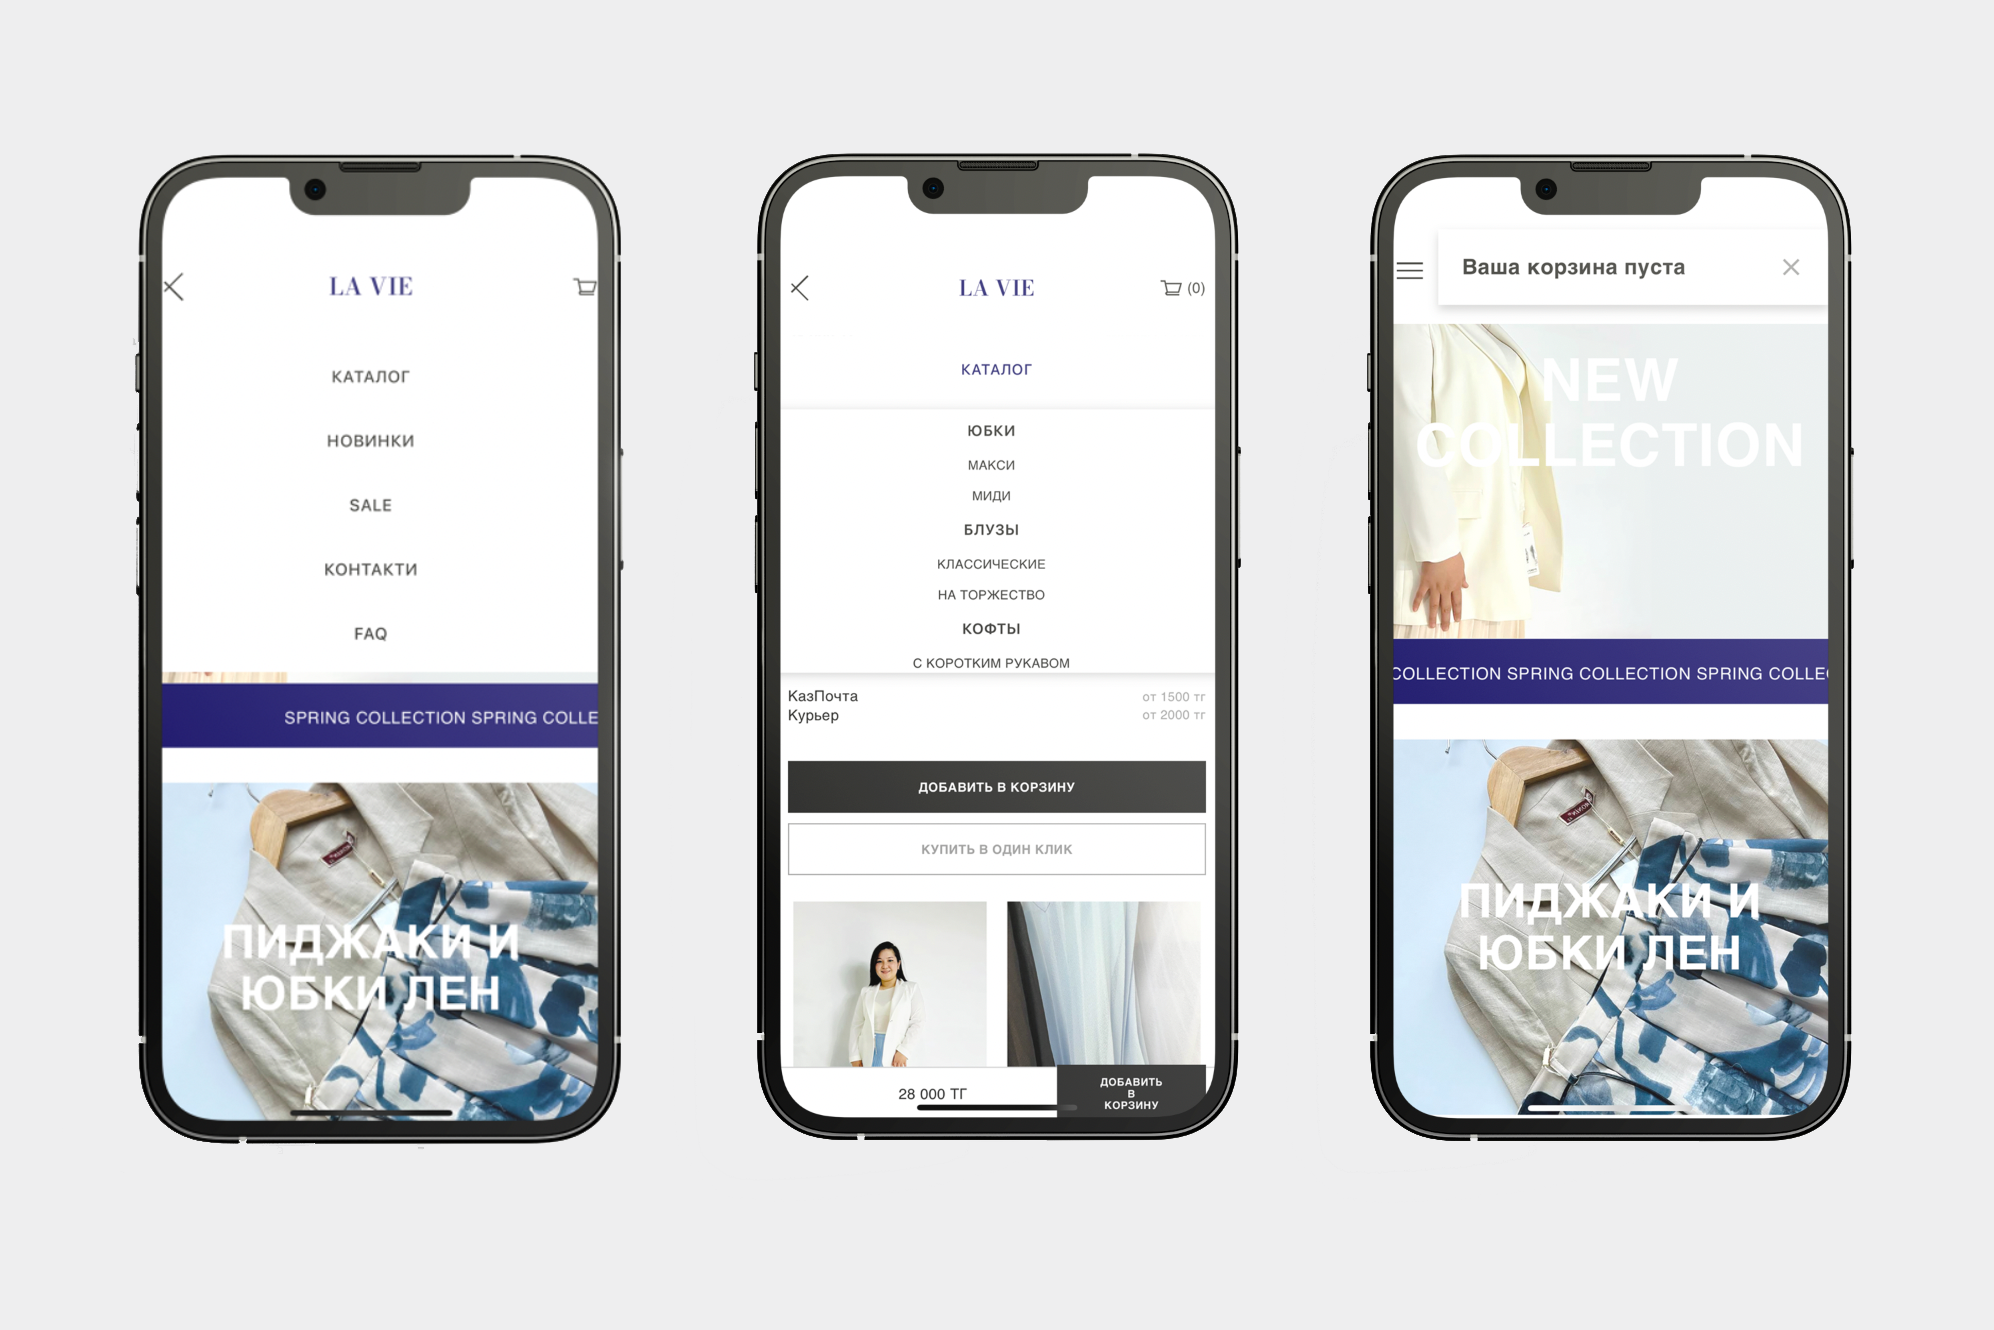 LA VIE
КАТАЛОГ
НОВИНКИ
SALE
КОНТАКТИ
FAQ
SPRING COLLECTION SPRING COLLE
ПИДЖАКИ И
ЮБКИ ЛЕН
LA VIE
(0)
КАТАЛОГ
ЮБКИ
МАКСИ
МИДИ
БЛУЗЫ
КЛАССИЧЕСКИЕ
НА ТОРЖЕСТВО
КОФТЫ
С КОРОТКИМ РУКАВОМ
КазПочта от 1500 тг
Курьер от 2000 тг
ДОБАВИТЬ В КОРЗИНУ
КУПИТЬ В ОДИН КЛИК
28 000 ТГ
ДОБАВИТЬ
В
КОРЗИНУ
Ваша корзина пуста
NEW
COLLECTION
COLLECTION SPRING COLLECTION SPRING COLLE
ПИДЖАКИ И
ЮБКИ ЛЕН